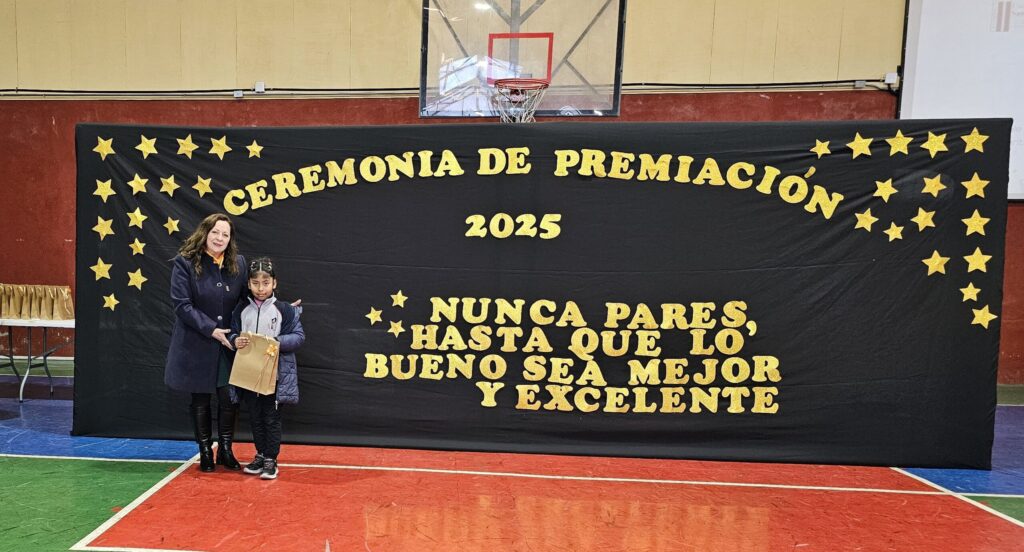 CEREMONIA DE PREMIACIÓN
2025
NUNCA PARES,
HASTA QUE LO
BUENO SEA MEJOR
Y EXCELENTE